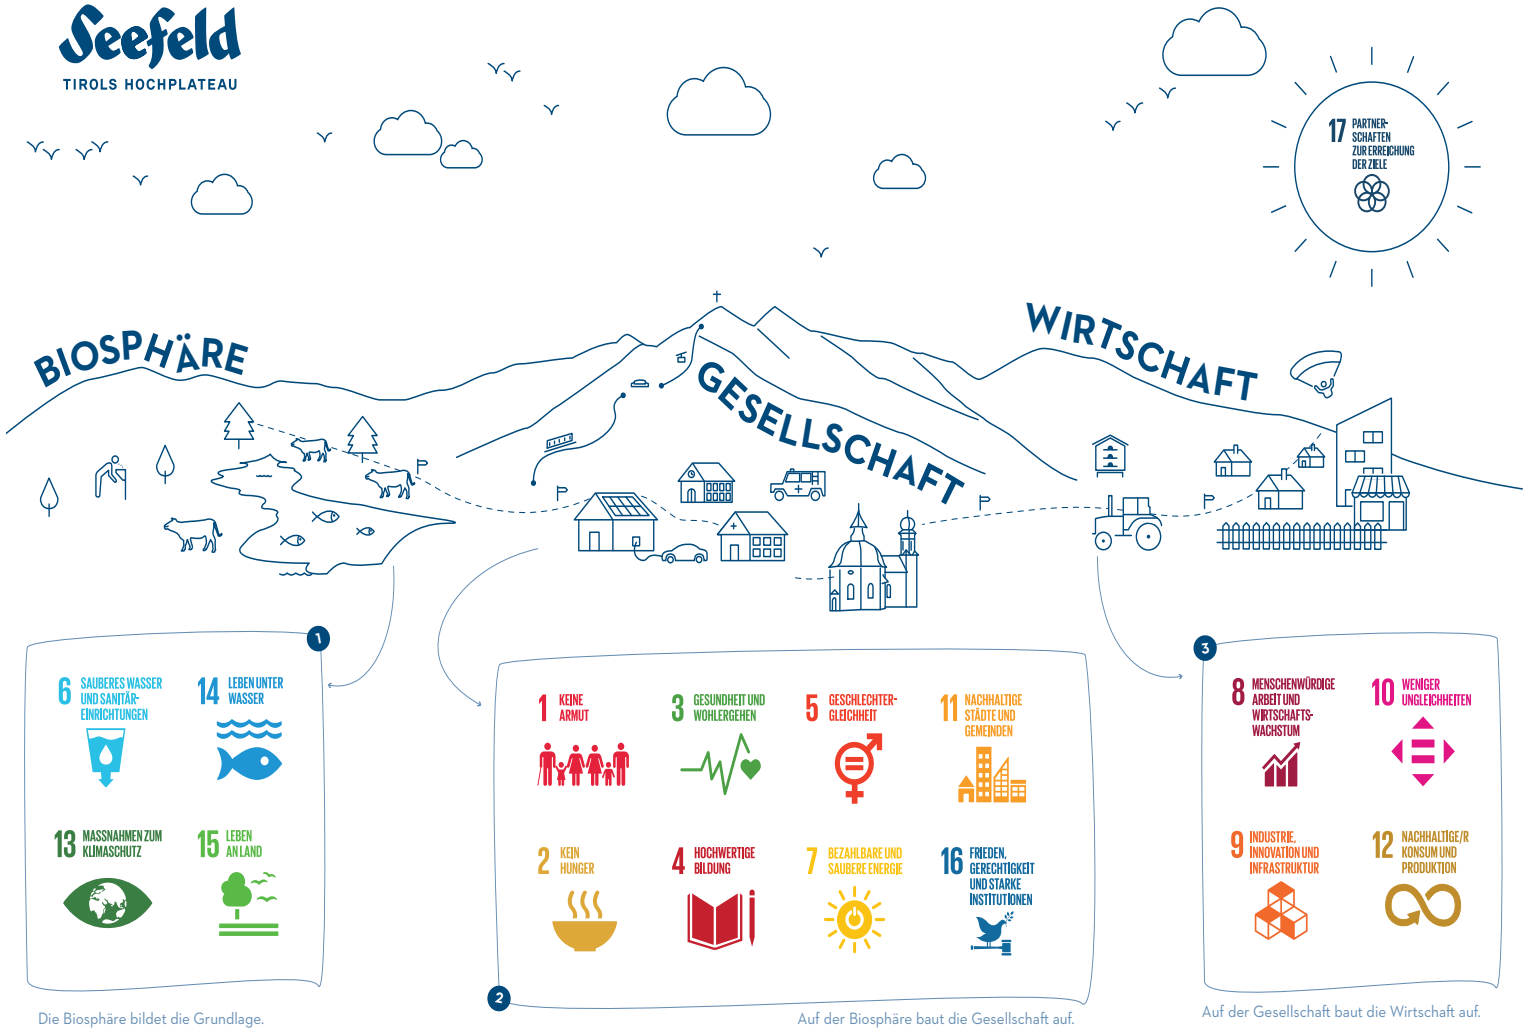 Seefeld
TIROLS HOCHPLATEAU
17 PARTNER-
SCHAFTEN
ZUR ERREICHUNG
DER ZIELE
BIOSPHÄRE
GESELLSCHAFT
WIRTSCHAFT
1
6 SAUBERES WASSER
UND SANITÄR-
EINRICHTUNGEN
14 LEBEN UNTER
WASSER
13 MASSNAHMEN ZUM
KLIMASCHUTZ
15 LEBEN
AN LAND
Die Biosphäre bildet die Grundlage.
1 KEINE
ARMUT
3 GESUNDHEIT UND
WOHLERGEHEN
5 GESCHLECHTER-
GLEICHHEIT
11 NACHHALTIGE
STÄDTE UND
GEMEINDEN
2 KEIN
HUNGER
4 HOCHWERTIGE
BILDUNG
7 BEZAHLBARE UND
SAUBERE ENERGIE
16 FRIEDEN,
GERECHTIGKEIT
UND STARKE
INSTITUTIONEN
2
Auf der Biosphäre baut die Gesellschaft auf.
3
8 MENSCHENWÜRDIGE
ARBEIT UND
WIRTSCHAFTS-
WACHSTUM
10 WENIGER
UNGLEICHHEITEN
9 INDUSTRIE,
INNOVATION UND
INFRASTRUKTUR
12 NACHHALTIGE/R
KONSUM UND
PRODUKTION
Auf der Gesellschaft baut die Wirtschaft auf.